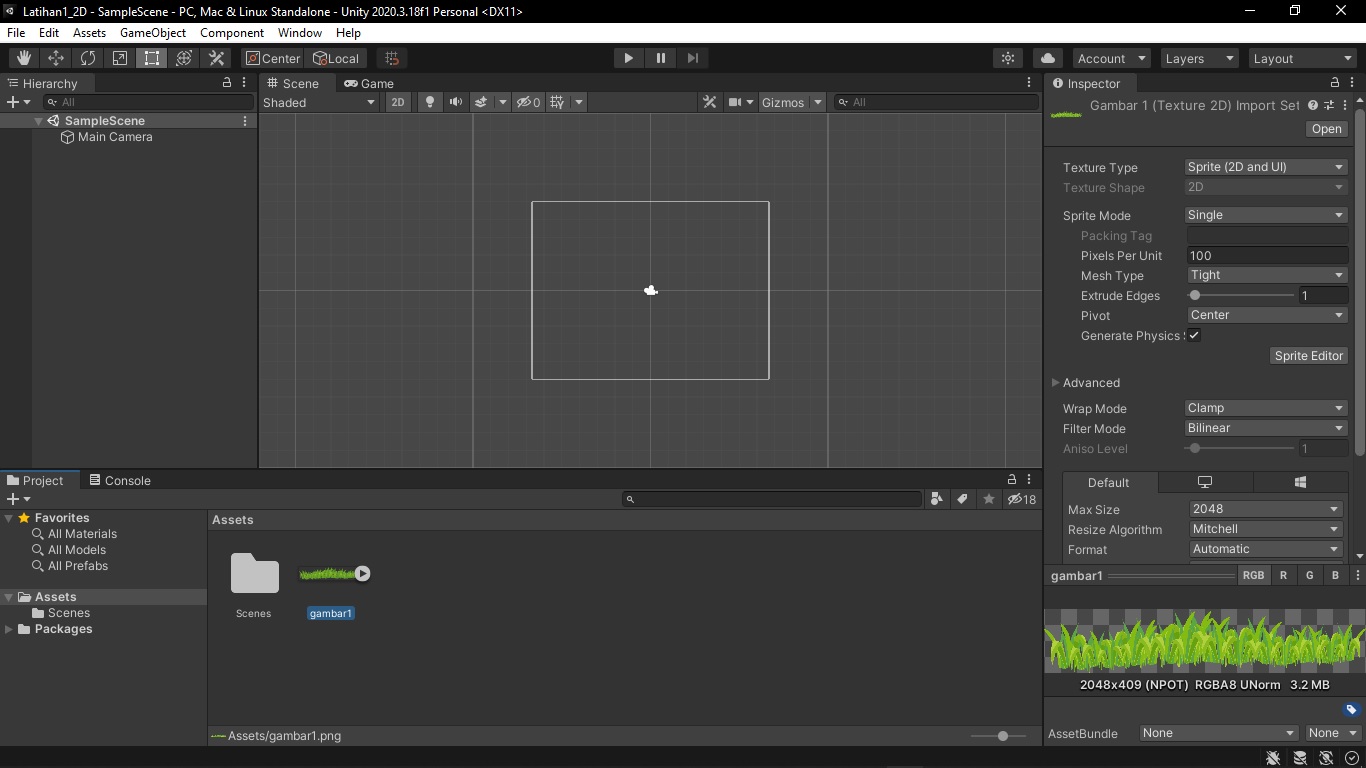 Latihan1_2D - SampleScene - PC, Mac & Linux Standalone - Unity 2020.3.18f1 Personal <DX11>
File Edit Assets GameObject Component Window Help
Center Local Account Layers Layout
Hierarchy
All
SampleScene
Main Camera
Scene Game
Shaded 2D 0 Gizmos All
Inspector
Gambar 1 (Texture 2D) Import Set
Open
Texture Type Sprite (2D and UI)
Texture Shape 2D
Sprite Mode Single
Packing Tag
Pixels Per Unit 100
Mesh Type Tight
Extrude Edges 1
Pivot Center
Generate Physics
Sprite Editor
Advanced
Wrap Mode Clamp
Filter Mode Bilinear
Aniso Level 1
Default
Max Size 2048
Resize Algorithm Mitchell
Format Automatic
gambar1 RGB R G B
2048x409 (NPOT) RGBA8 UNorm 3.2 MB
AssetBundle None None
Project Console
18
Favorites
All Materials
All Models
All Prefabs
Assets
Scenes
Packages
Assets
Scenes gambar1
Assets/gambar1.png